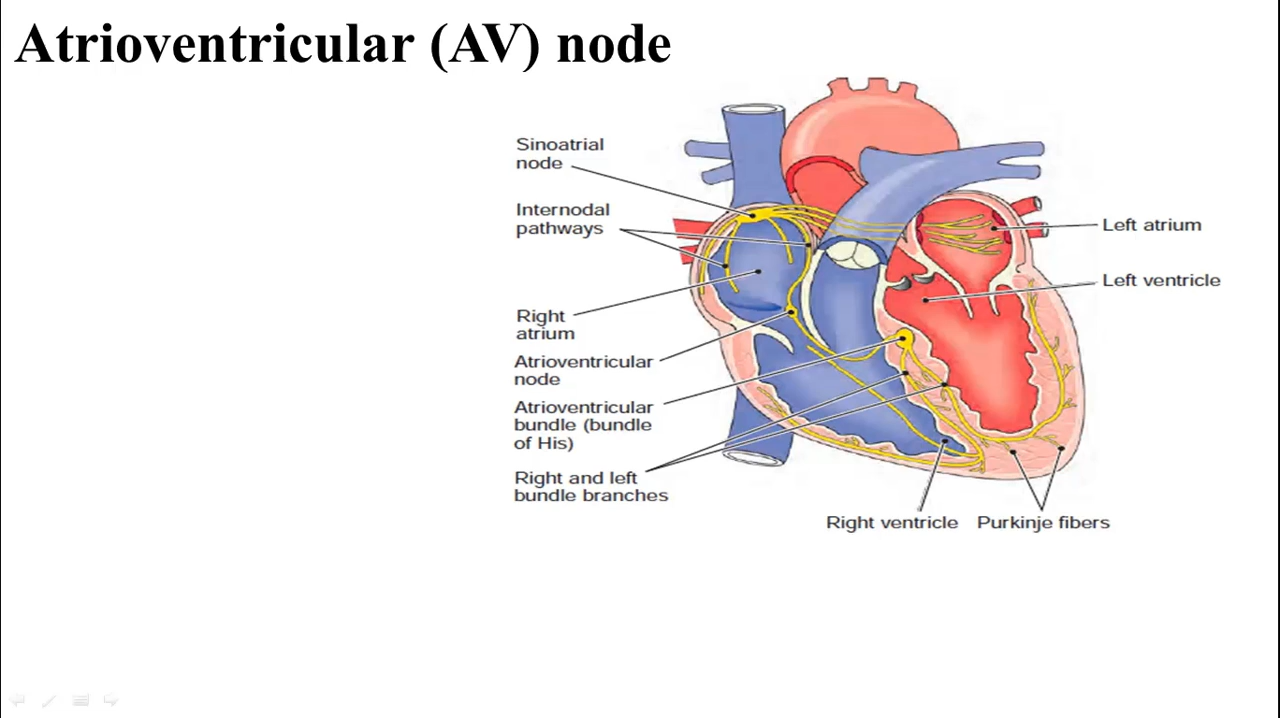 Atrioventricular (AV) node
Sinoatrial
node
Internodal
pathways
Right
atrium
Atrioventricular
node
Atrioventricular
bundle (bundle
of His)
Right and left
bundle branches
Left atrium
Left ventricle
Right ventricle
Purkinje fibers